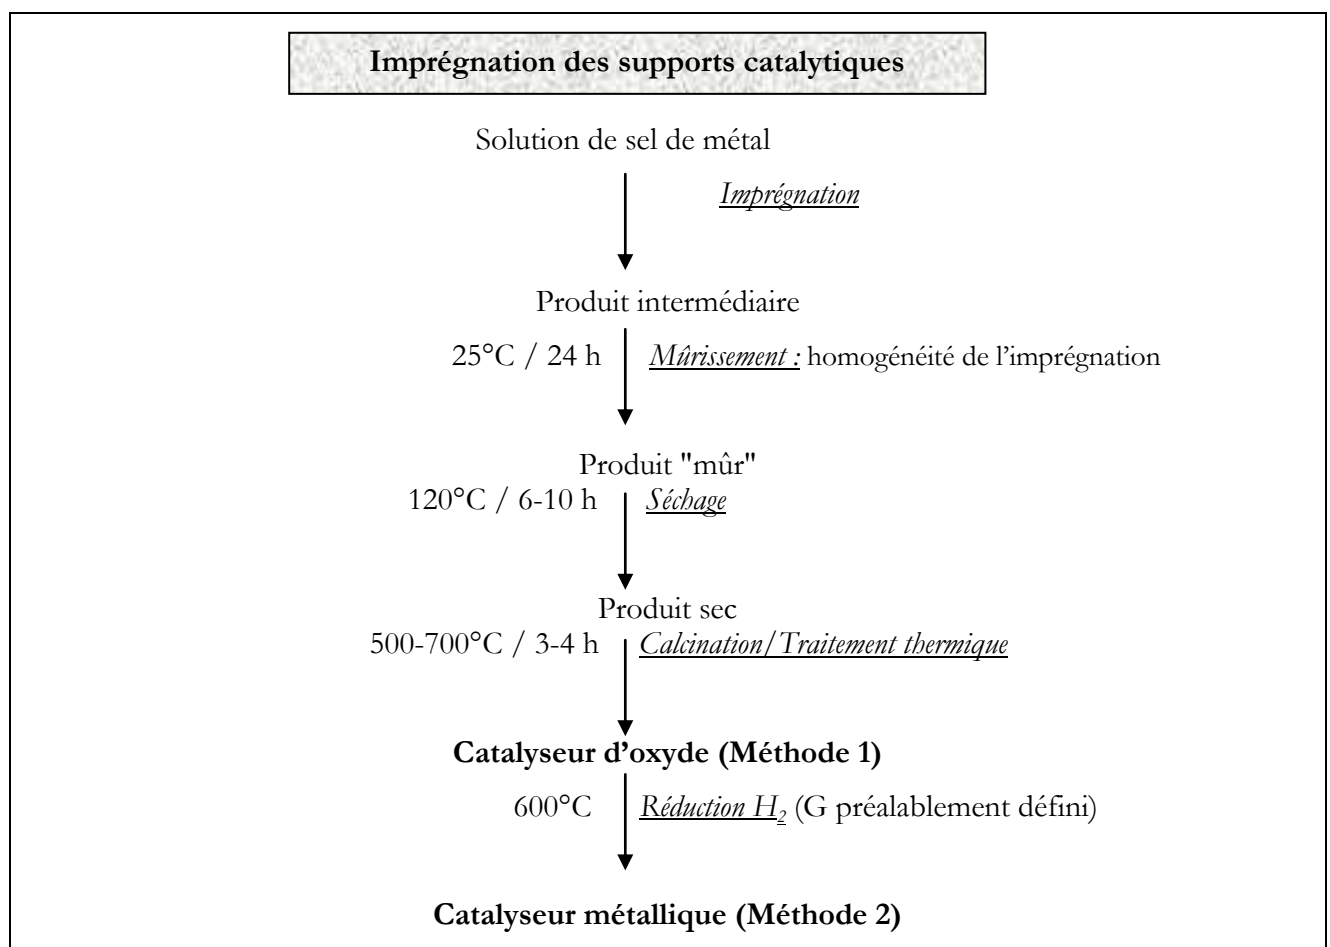 Imprégnation des supports catalytiques
Solution de sel de métal
Imprégnation
Produit intermédiaire
25°C / 24 h Mûrissement : homogénéité de l'imprégnation
Produit "mûr"
120°C / 6-10 h Séchage
Produit sec
500-700°C / 3-4 h Calcination/Traitement thermique
Catalyseur d'oxyde (Méthode 1)
600°C Réduction H₂ (G préalablement défini)
Catalyseur métallique (Méthode 2)